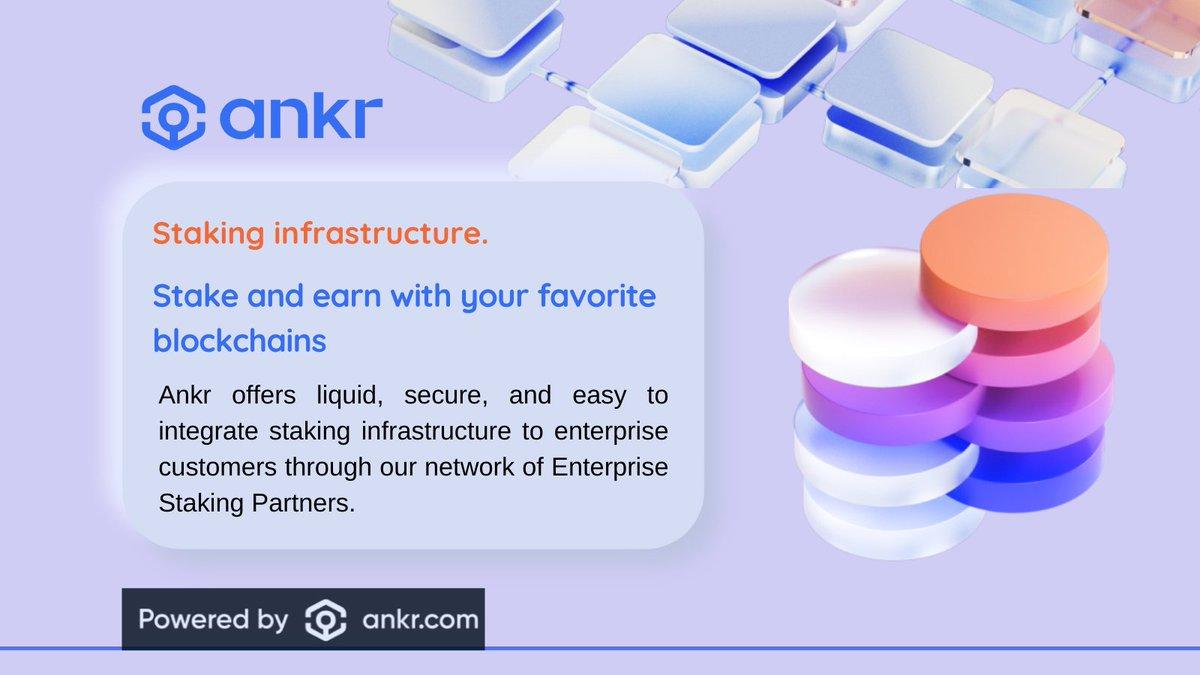 ankr
Staking infrastructure.
Stake and earn with your favorite
blockchains
Ankr offers liquid, secure, and easy to
integrate staking infrastructure to enterprise
customers through our network of Enterprise
Staking Partners.
Powered by ankr.com